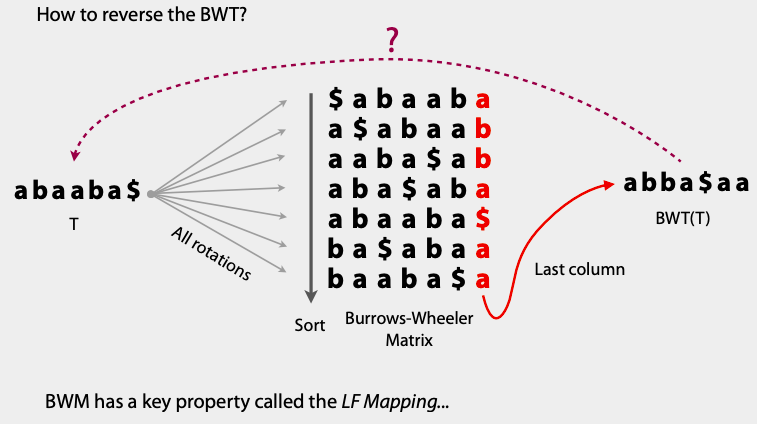 How to reverse the BWT?
?
$ a b a a b a
a $ a b a a b
a a b a $ a b
a b a $ a b a
a b a a b a $
b a $ a b a a
b a a b a $ a
a b a a b a $
T
All rotations
Sort
Burrows-Wheeler
Matrix
Last column
a b b a $ a a
BWT(T)
BWM has a key property called the LF Mapping...